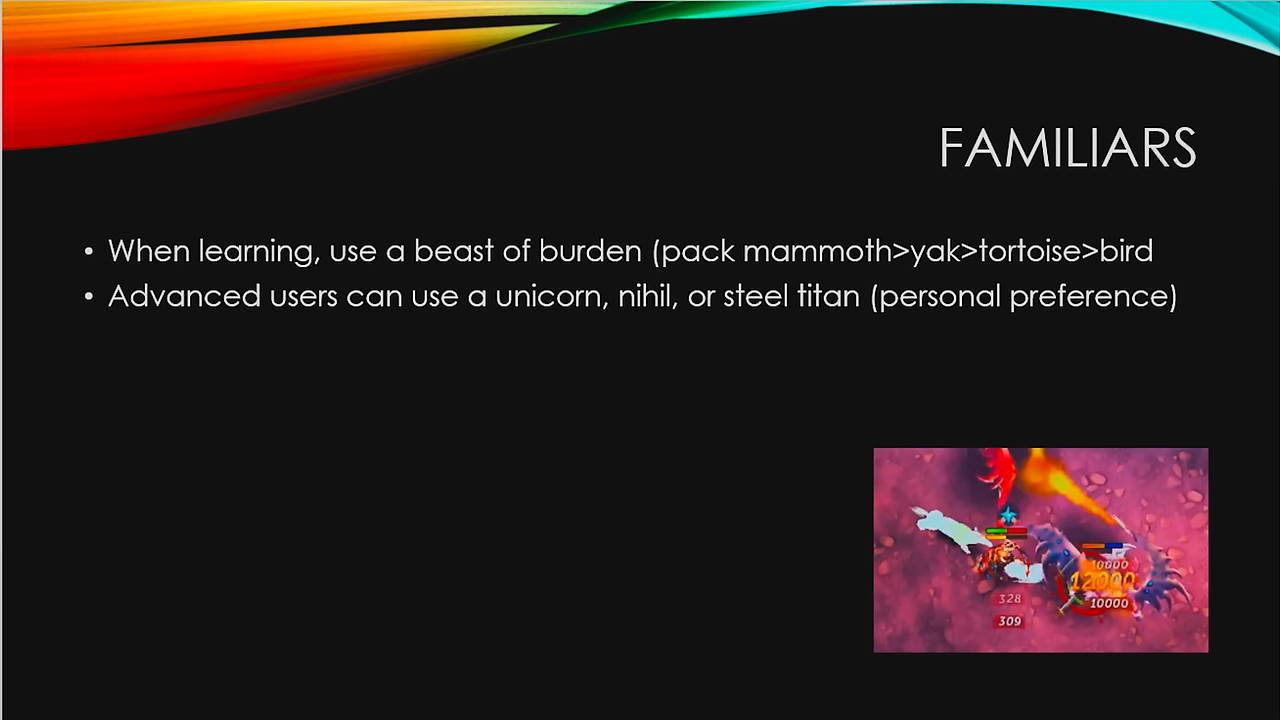 FAMILIARS
• When learning, use a beast of burden (pack mammoth>yak>tortoise>bird
• Advanced users can use a unicorn, nihil, or steel titan (personal preference)
10000
12000
328
10000
309